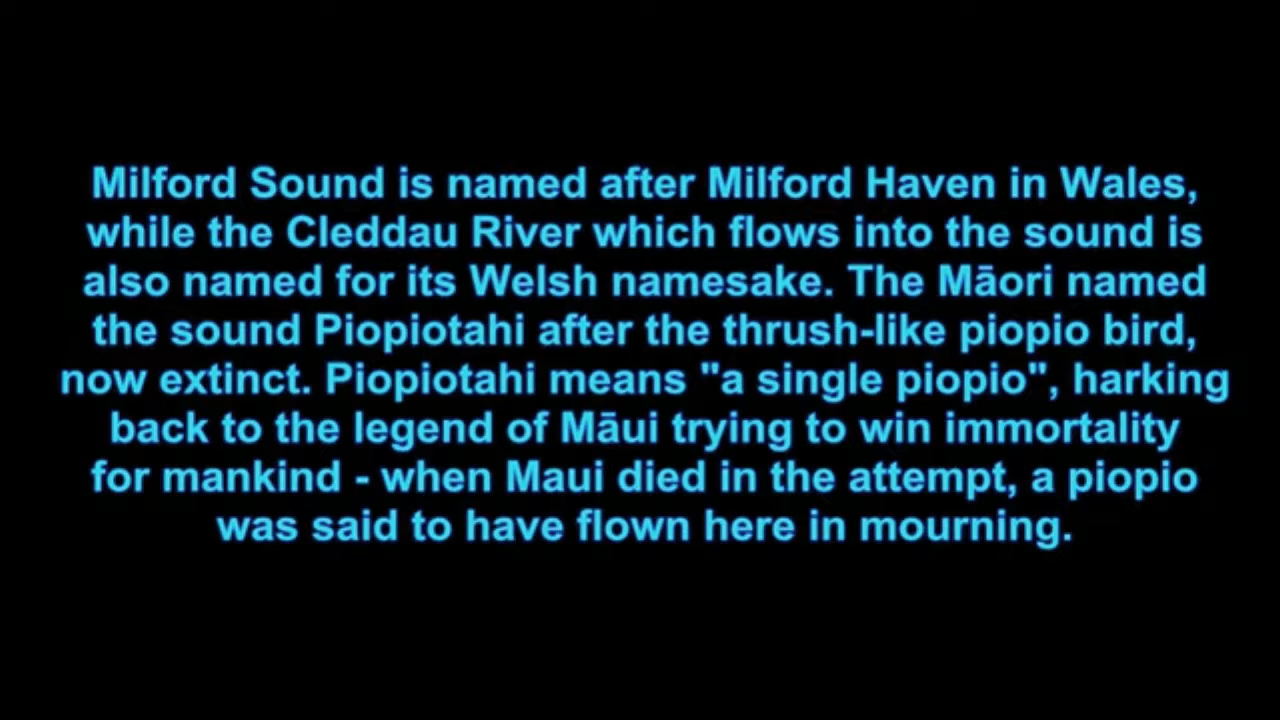 Milford Sound is named after Milford Haven in Wales,
while the Cleddau River which flows into the sound is
also named for its Welsh namesake. The Māori named
the sound Piopiotahi after the thrush-like piopio bird,
now extinct. Piopiotahi means "a single piopio", harking
back to the legend of Māui trying to win immortality
for mankind - when Maui died in the attempt, a piopio
was said to have flown here in mourning.